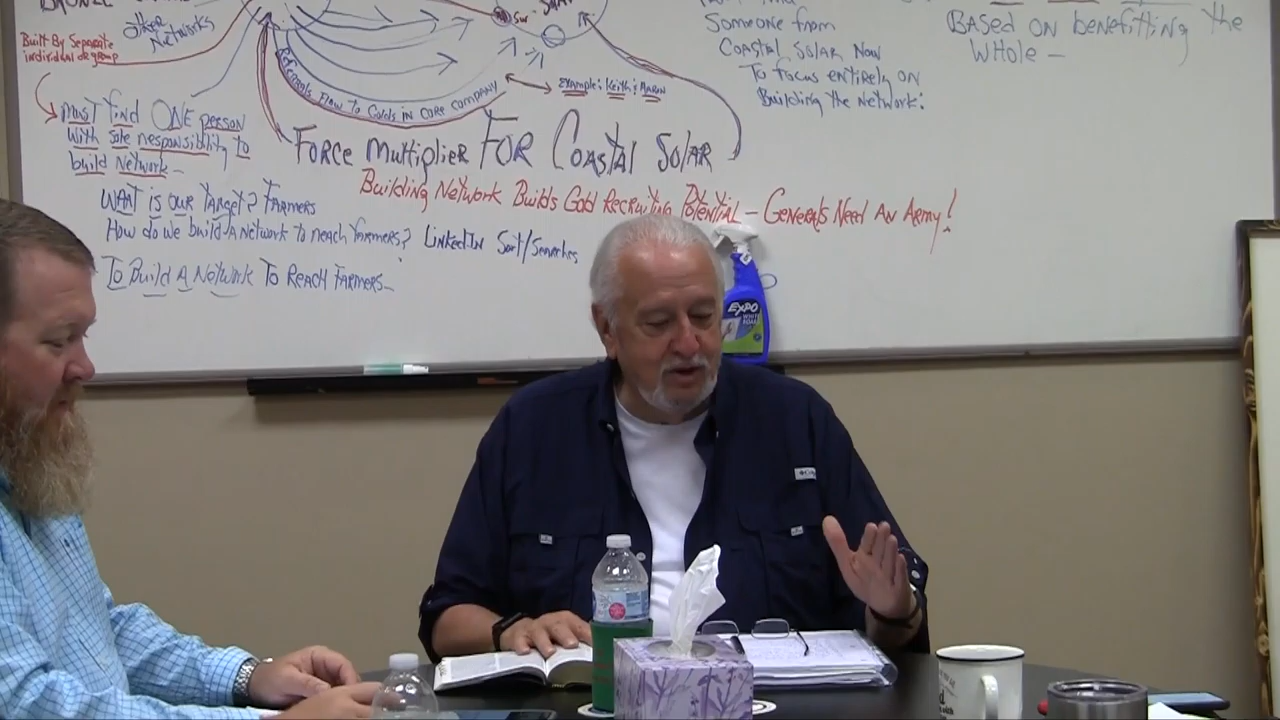 BRONZE
OTHER
Networks
Built By Separate
individual or group
Referrals Flow to Golds in Core Company
Example: Keith & Aaron
Someone from
Coastal Solar Now
To focus entirely on
Building the Network:
Based on benefitting the
Whole —
Must find ONE person
With sole responsibility to
build Network —
Force Multiplier FOR Coastal Solar
Building Network Builds Gold Recruiting Potential — Generals Need An Army!
WHAT is our Target? Farmers
How do we build A Network to reach farmers? LinkedIn Sort/Searches
To Build A Network To Reach Farmers —
EXPO
WHITE
BOARD